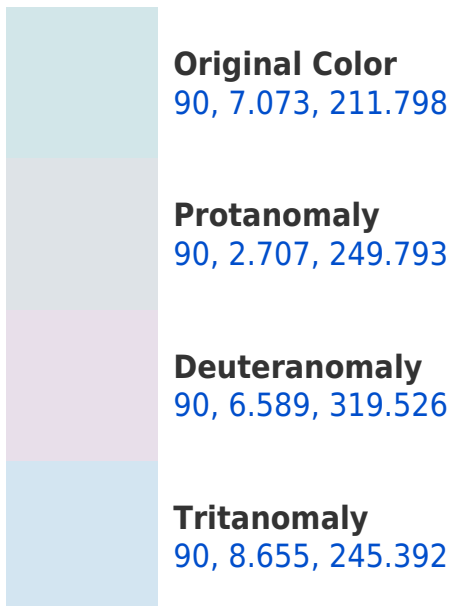 Original Color
90, 7.073, 211.798
Protanomaly
90, 2.707, 249.793
Deuteranomaly
90, 6.589, 319.526
Tritanomaly
90, 8.655, 245.392